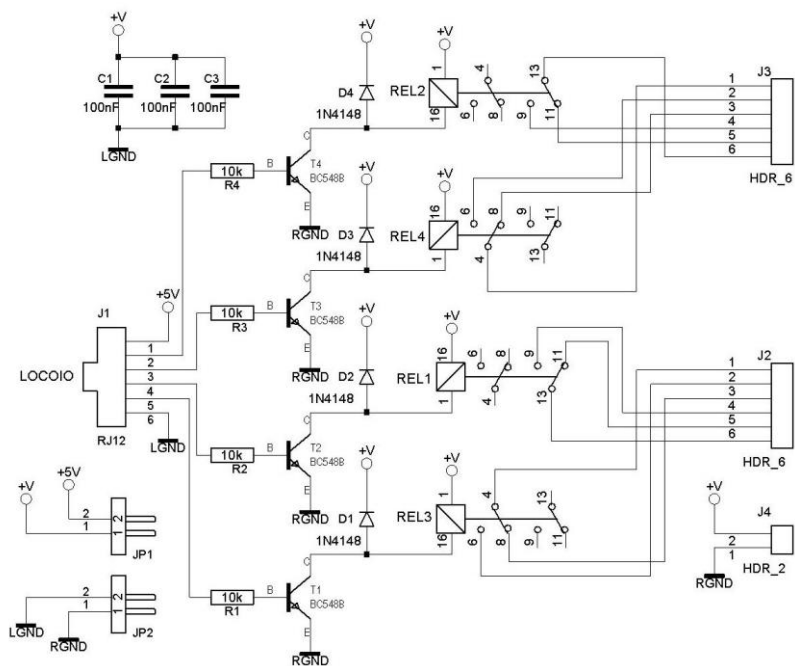 +V
C1
C2
C3
100nF
100nF
100nF
LGND
+V
D4
1N4148
+V
1
REL2
16
4
6
8
9
13
11
J3
1
2
3
4
5
6
HDR_6
10k
R4
B
C
T4
BC548B
E
RGND
+V
D3
1N4148
+V
16
REL4
1
6
4
8
9
11
13
J1
+5V
LOCOIO
1
2
3
4
5
6
RJ12
LGND
10k
R3
B
C
T3
BC548B
E
RGND
+V
D2
1N4148
+V
16
REL1
1
6
4
8
9
11
13
J2
1
2
3
4
5
6
HDR_6
10k
R2
B
C
T2
BC548B
E
RGND
+V
D1
1N4148
+V
1
REL3
16
4
6
8
9
13
11
+V
J4
2
1
HDR_2
RGND
+V
+5V
2
1
2
1
JP1
2
1
2
1
JP2
LGND
RGND
10k
R1
B
C
T1
BC548B
E
RGND